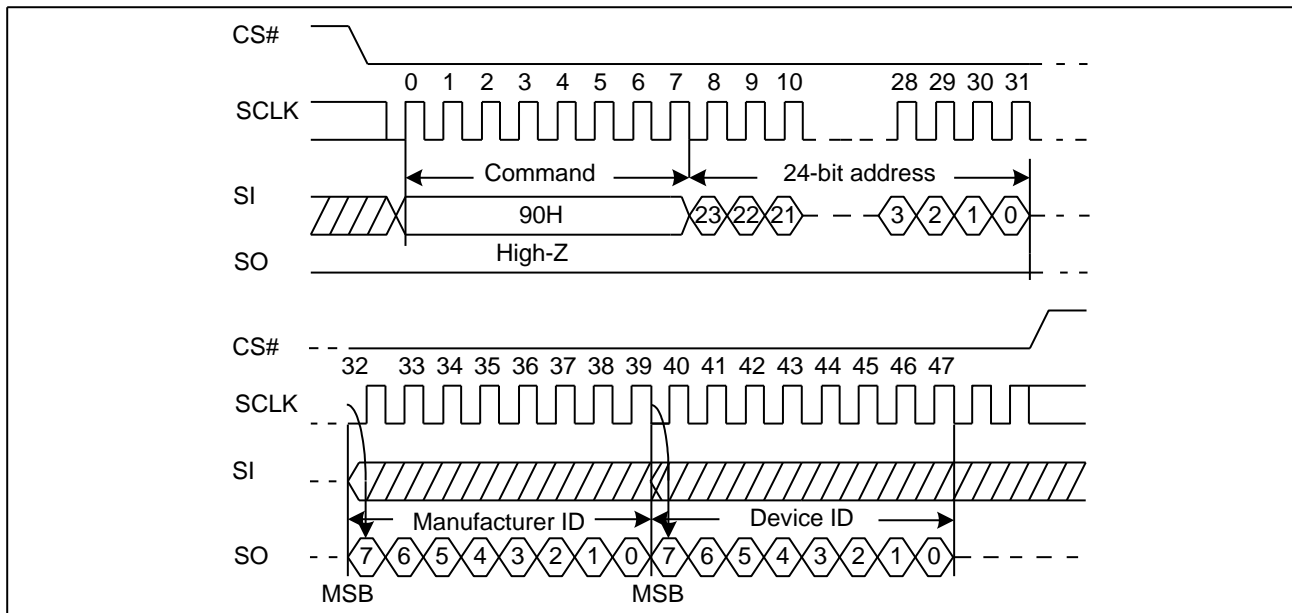 CS#
0 1 2 3 4 5 6 7 8 9 10 28 29 30 31
SCLK
Command 24-bit address
SI
90H 23 22 21 3 2 1 0
High-Z
SO
CS#
32 33 34 35 36 37 38 39 40 41 42 43 44 45 46 47
SCLK
SI
Manufacturer ID Device ID
SO 7 6 5 4 3 2 1 0 7 6 5 4 3 2 1 0
MSB MSB